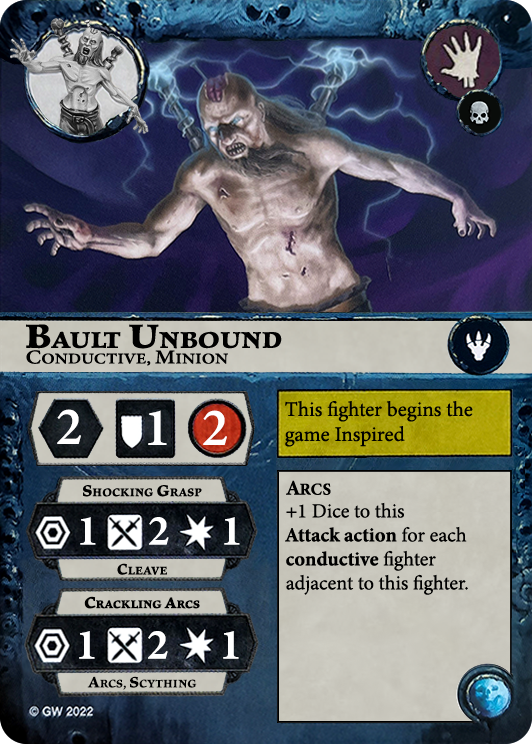 Bault Unbound
Conductive, Minion
2 1 2
This fighter begins the
game Inspired
Shocking Grasp
1 2 1
Cleave
Crackling Arcs
1 2 1
Arcs, Scything
Arcs
+1 Dice to this
Attack action for each
conductive fighter
adjacent to this fighter.
© GW 2022